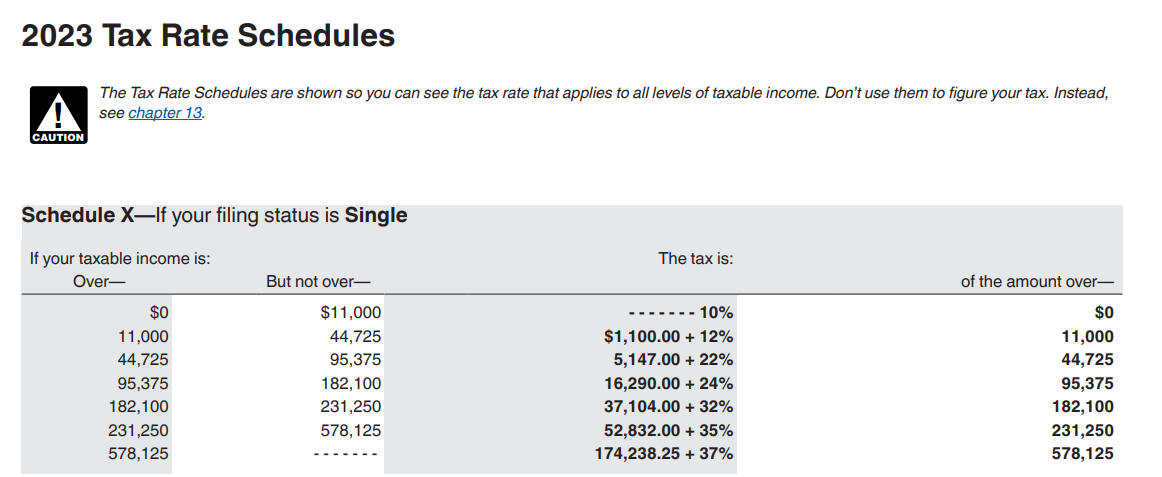 2023 Tax Rate Schedules
The Tax Rate Schedules are shown so you can see the tax rate that applies to all levels of taxable income. Don’t use them to figure your tax. Instead,
see chapter 13.
CAUTION
Schedule X—If your filing status is Single
If your taxable income is: The tax is:
Over— But not over— of the amount over—
$0 $11,000 - - - - - - - 10% $0
11,000 44,725 $1,100.00 + 12% 11,000
44,725 95,375 5,147.00 + 22% 44,725
95,375 182,100 16,290.00 + 24% 95,375
182,100 231,250 37,104.00 + 32% 182,100
231,250 578,125 52,832.00 + 35% 231,250
578,125 - - - - - - - 174,238.25 + 37% 578,125